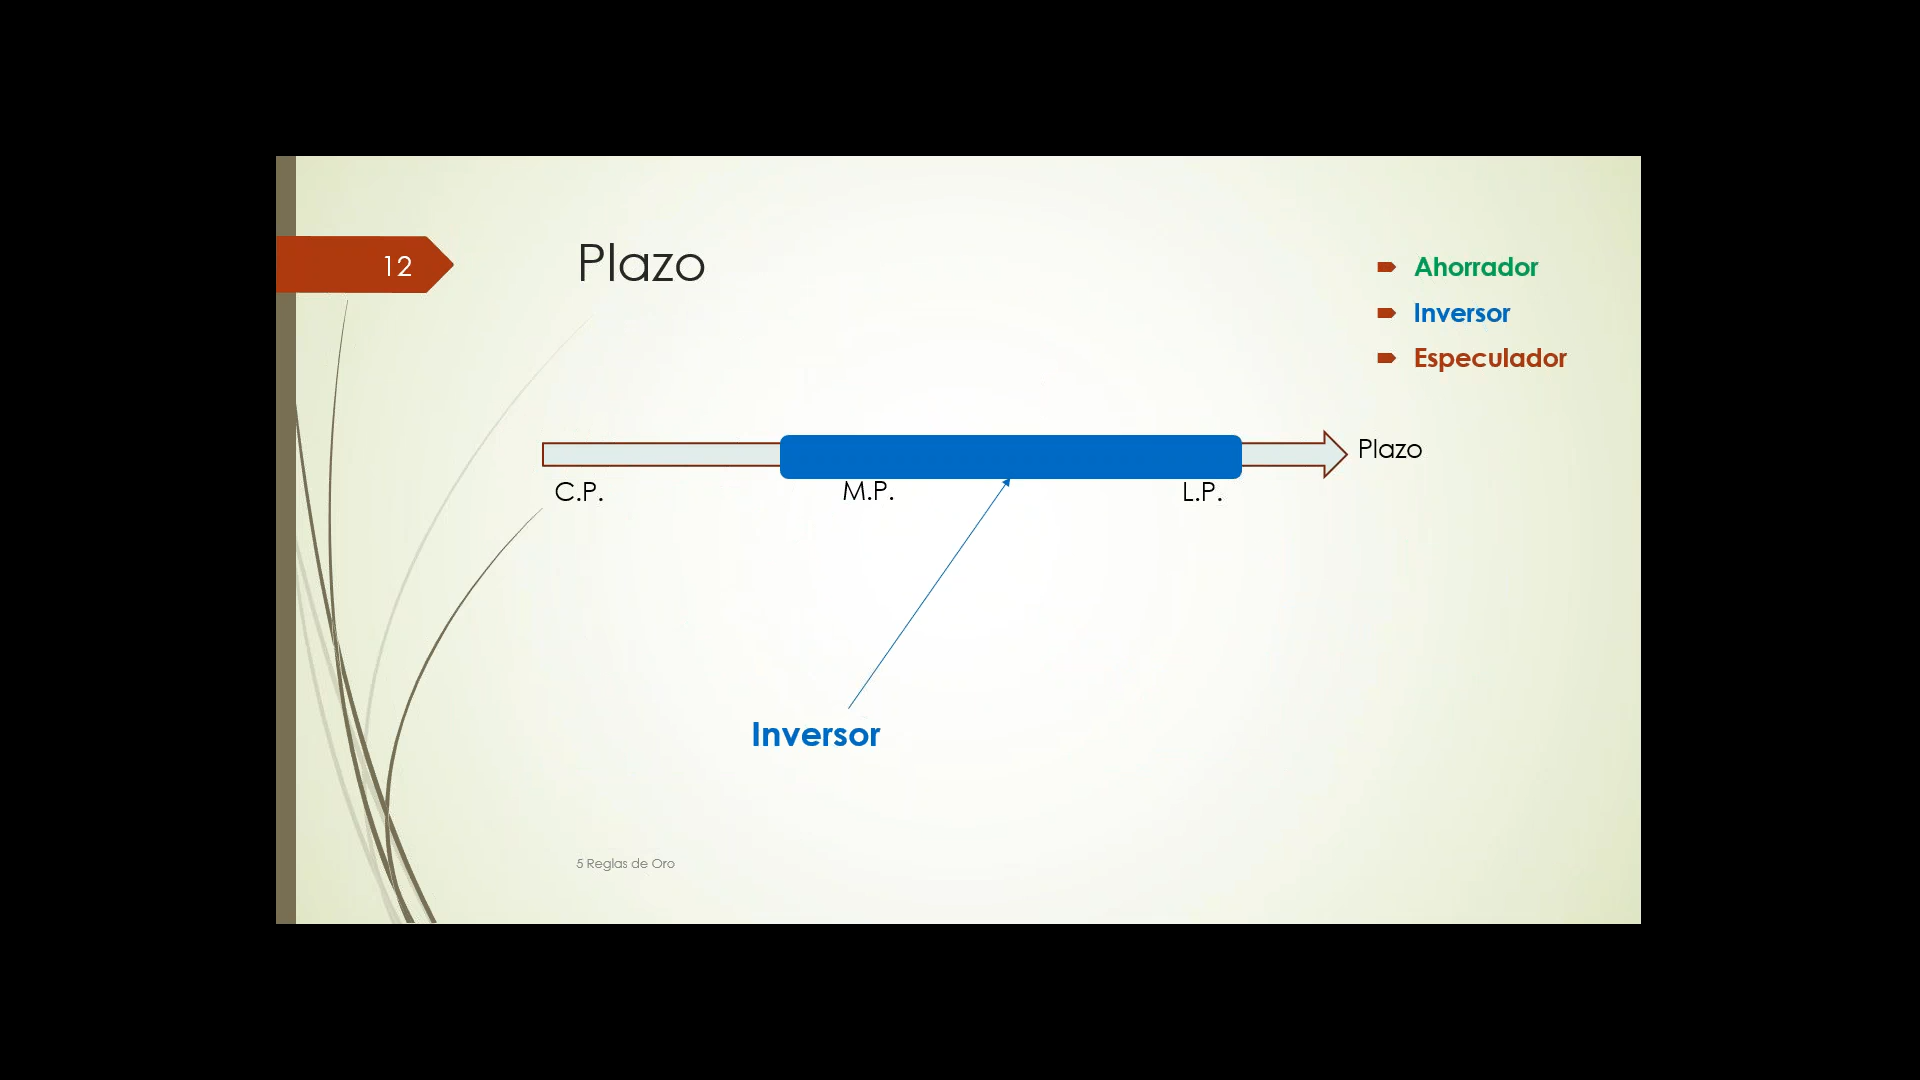 12
Plazo
Ahorrador
Inversor
Especulador
Plazo
C.P.
M.P.
L.P.
Inversor
5 Reglas de Oro